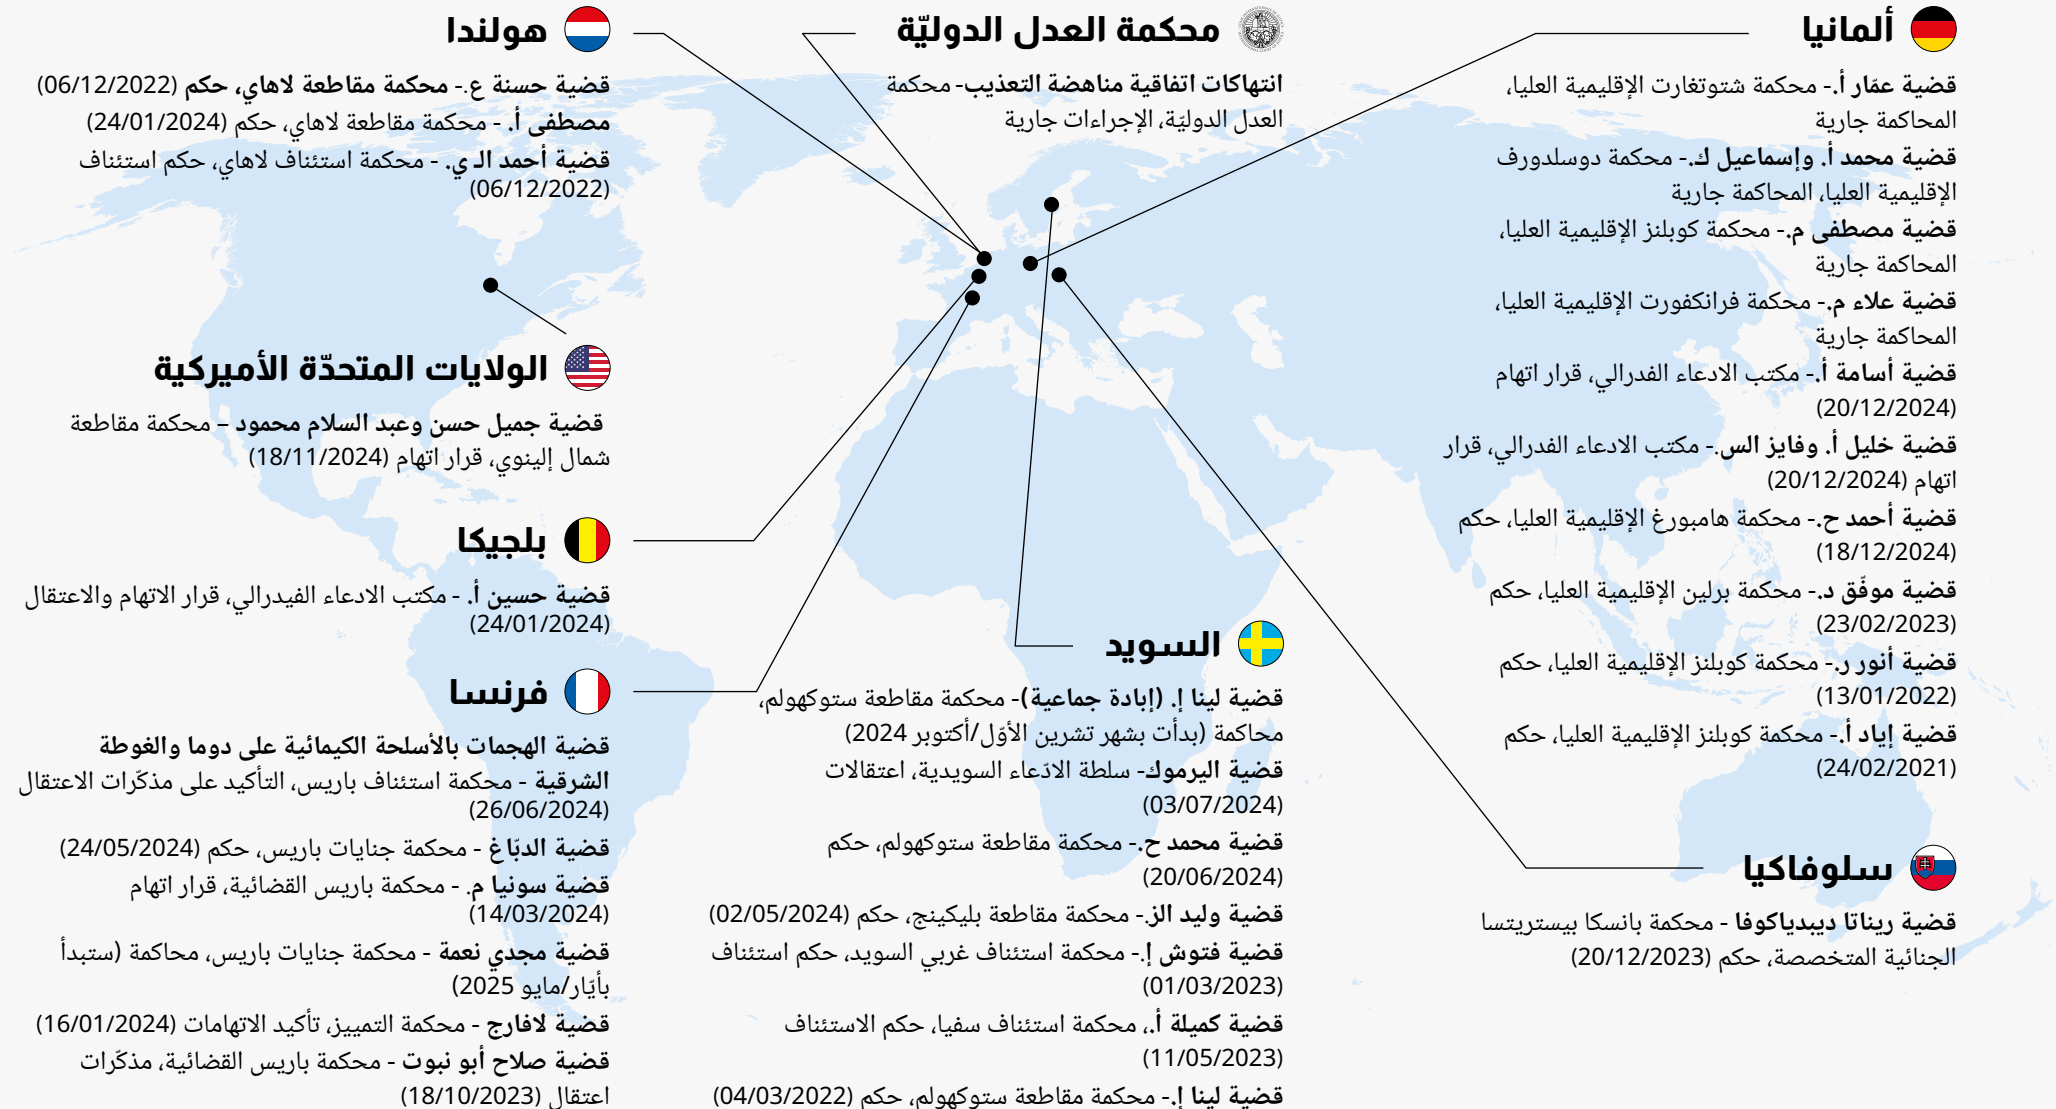 ألمانيا
قضية عمّار أ.- محكمة شتوتغارت الإقليمية العليا،
المحاكمة جارية
قضية محمد أ. وإسماعيل ك.- محكمة دوسلدورف
الإقليمية العليا، المحاكمة جارية
قضية مصطفى م.- محكمة كوبلنز الإقليمية العليا،
المحاكمة جارية
قضية علاء م.- محكمة فرانكفورت الإقليمية العليا،
المحاكمة جارية
قضية أسامة أ.- مكتب الادعاء الفدرالي، قرار اتهام
(20/12/2024)
قضية خليل أ. وفايز الس.- مكتب الادعاء الفدرالي، قرار
اتهام (20/12/2024)
قضية أحمد ح.- محكمة هامبورغ الإقليمية العليا، حكم
(18/12/2024)
قضية موفّق د.- محكمة برلين الإقليمية العليا، حكم
(23/02/2023)
قضية أنور ر.- محكمة كوبلنز الإقليمية العليا، حكم
(13/01/2022)
قضية إياد أ.- محكمة كوبلنز الإقليمية العليا، حكم
(24/02/2021)
سلوفاكيا
قضية ريناتا ديبدياكوفا - محكمة بانسكا بيستريتسا
الجنائية المتخصصة، حكم (20/12/2023)
محكمة العدل الدوليّة
انتهاكات اتفاقية مناهضة التعذيب- محكمة
العدل الدوليّة، الإجراءات جارية
السويد
قضية لينا إ. (إبادة جماعية)- محكمة مقاطعة ستوكهولم،
محاكمة (بدأت بشهر تشرين الأوّل/أكتوبر 2024)
قضية اليرموك- سلطة الادّعاء السويدية، اعتقالات
(03/07/2024)
قضية محمد ح.- محكمة مقاطعة ستوكهولم، حكم
(20/06/2024)
قضية وليد الز.- محكمة مقاطعة بليكينج، حكم (02/05/2024)
قضية فتوش إ.- محكمة استئناف غربي السويد، حكم استئناف
(01/03/2023)
قضية كميلة أ.، محكمة استئناف سفيا، حكم الاستئناف
(11/05/2023)
قضية لينا إ.- محكمة مقاطعة ستوكهولم، حكم (04/03/2022)
هولندا
قضية حسنة ع.- محكمة مقاطعة لاهاي، حكم (06/12/2022)
مصطفى أ. - محكمة مقاطعة لاهاي، حكم (24/01/2024)
قضية أحمد الـ ي. - محكمة استئناف لاهاي، حكم استئناف
(06/12/2022)
الولايات المتحدّة الأميركية
قضية جميل حسن وعبد السلام محمود – محكمة مقاطعة
شمال إلينوي، قرار اتهام (18/11/2024)
بلجيكا
قضية حسين أ. - مكتب الادعاء الفيدرالي، قرار الاتهام والاعتقال
(24/01/2024)
فرنسا
قضية الهجمات بالأسلحة الكيمائية على دوما والغوطة
الشرقية - محكمة استئناف باريس، التأكيد على مذكّرات الاعتقال
(26/06/2024)
قضية الدبّاغ - محكمة جنايات باريس، حكم (24/05/2024)
قضية سونيا م. - محكمة باريس القضائية، قرار اتهام
(14/03/2024)
قضية مجدي نعمة - محكمة جنايات باريس، محاكمة (ستبدأ
بأيّار/مايو 2025)
قضية لافارج - محكمة التمييز، تأكيد الاتهامات (16/01/2024)
قضية صلاح أبو نبوت - محكمة باريس القضائية، مذكّرات
اعتقال (18/10/2023)